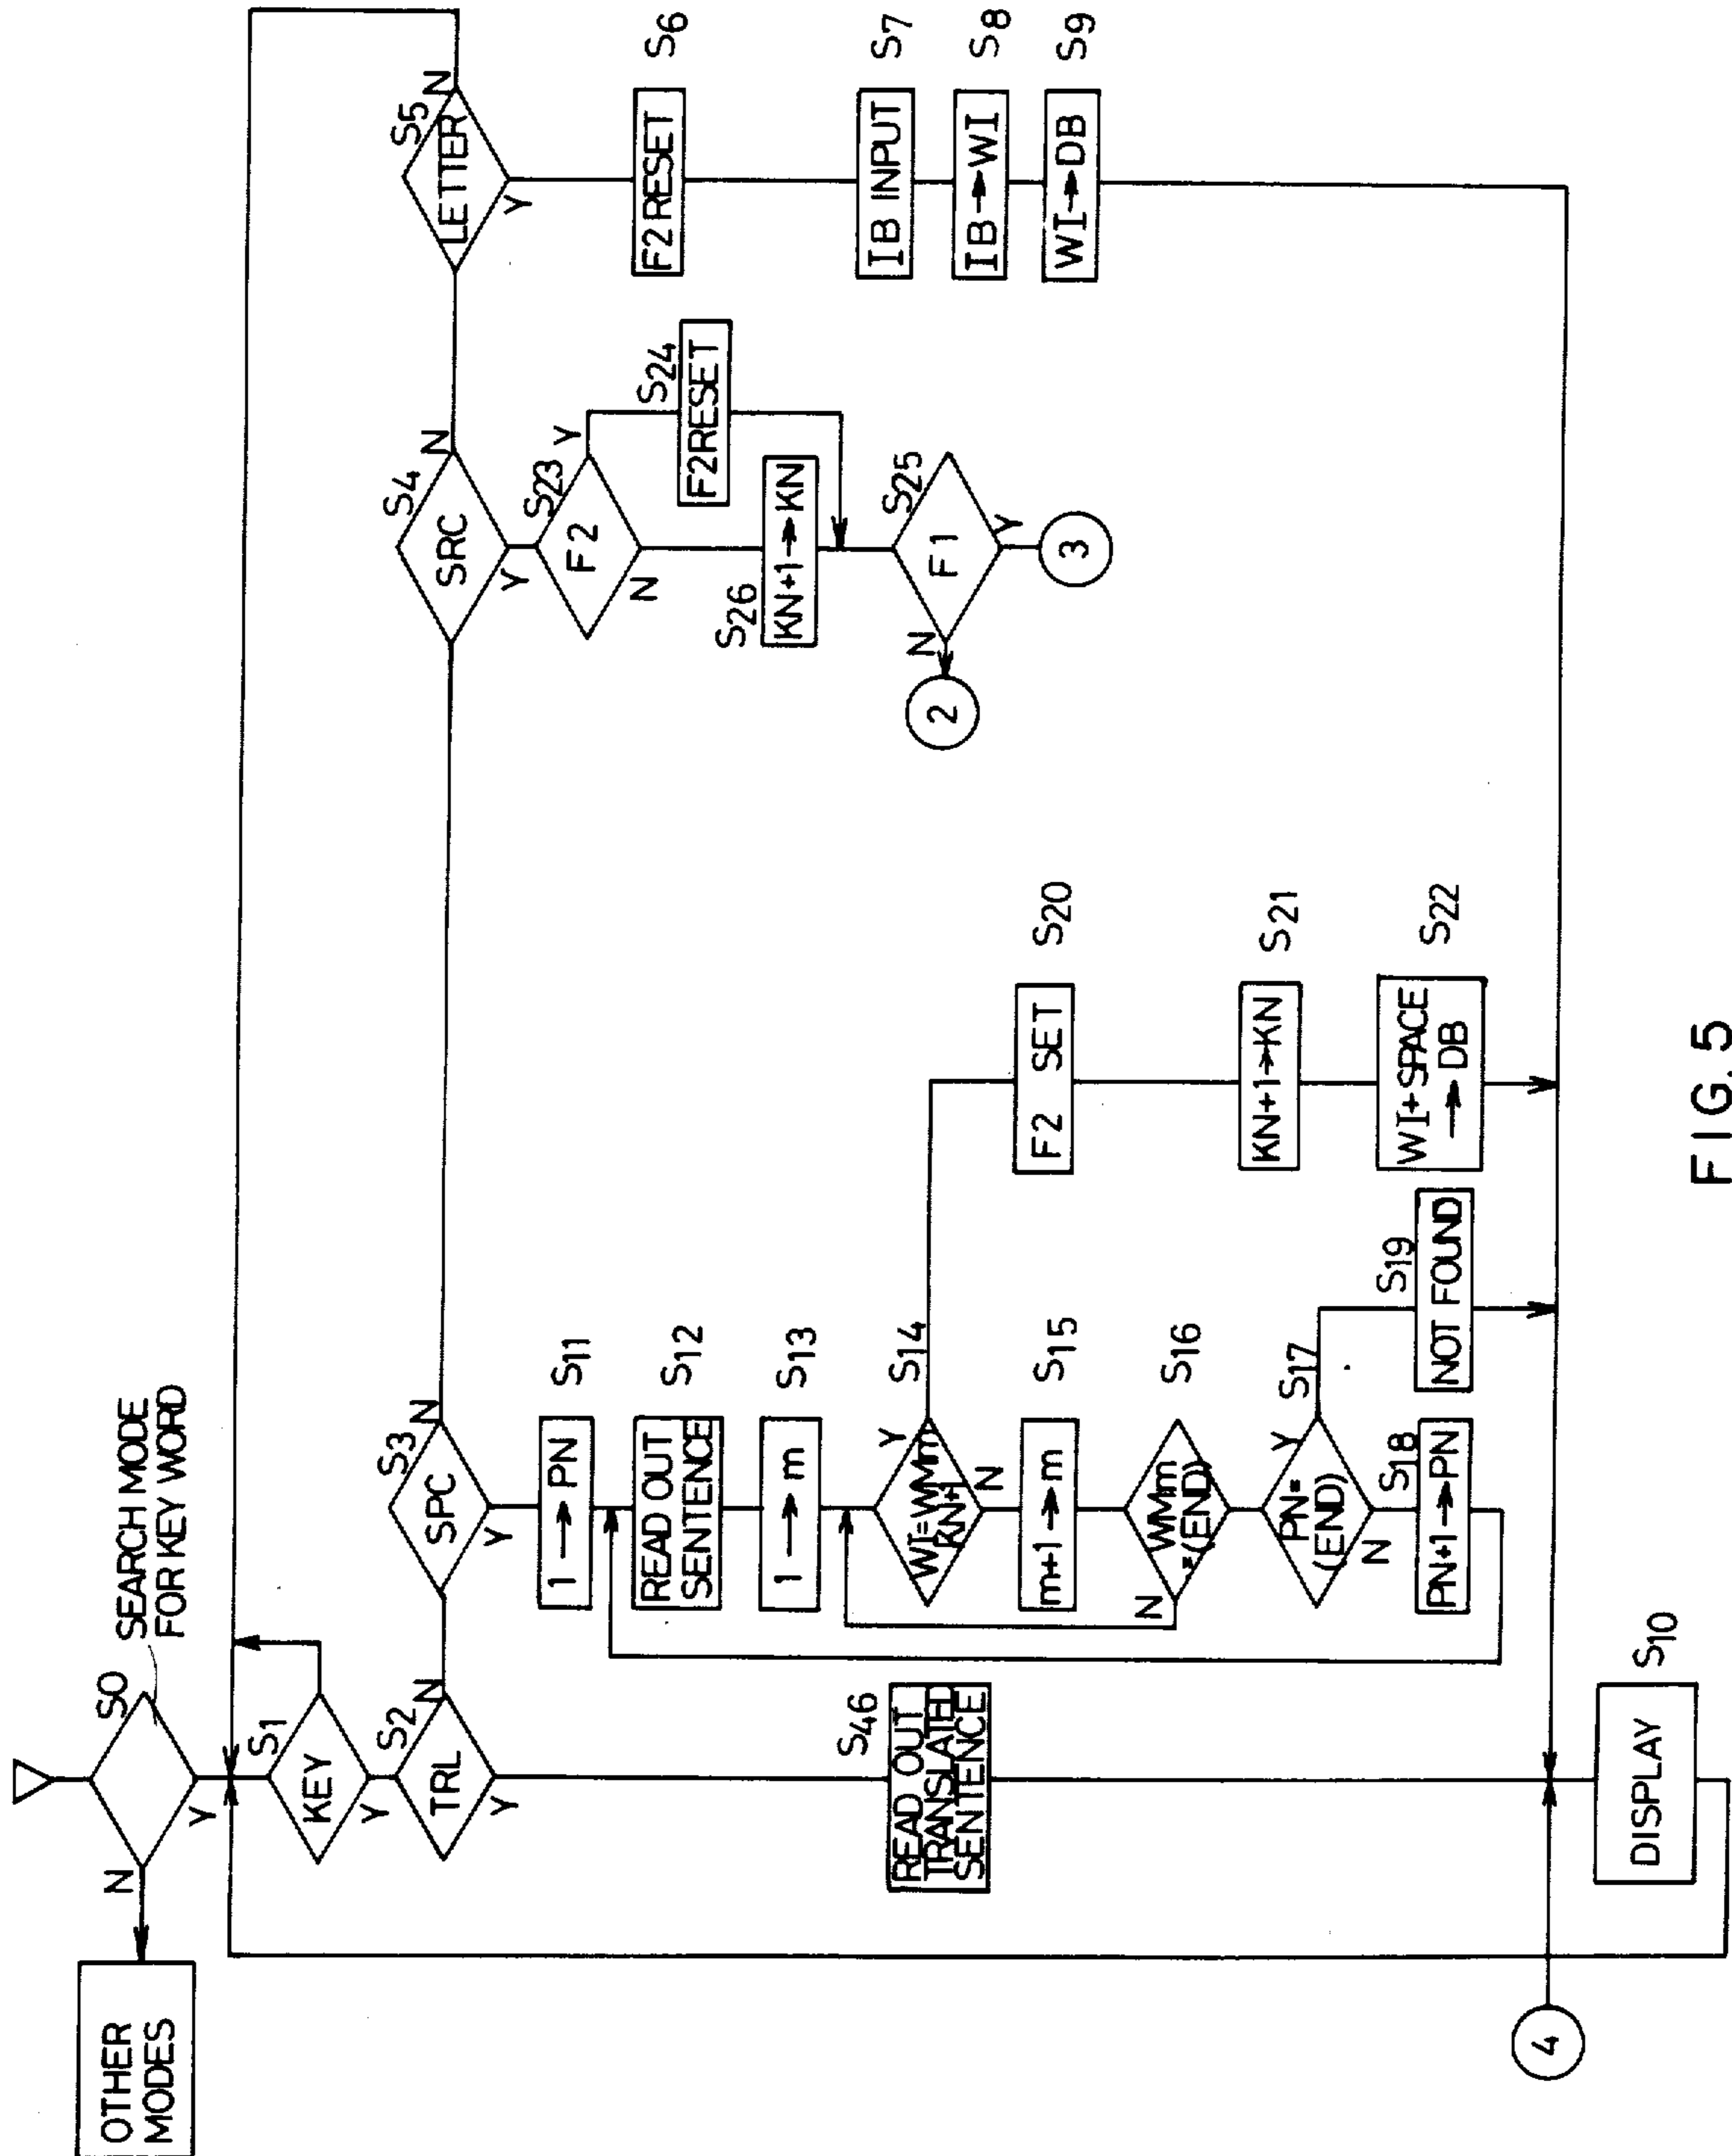 OTHER
MODES
N
S0
SEARCH MODE
FOR KEY WORD
Y
S1
KEY
Y
S2
TRL
N
Y
S3
SPC
N
Y
S4
SRC
N
Y
S5
LETTER
N
Y
S46
READ OUT
TRANSLATED
SENTENCE
1→PN
S11
READ OUT
SENTENCE
S12
1→m
S13
WI=WMm
KN+1
S14
Y
N
m+1→m
S15
WMm
=(END)
S16
N
PN=
(END)
S17
Y
N
S18
PN+1→PN
S19
NOT FOUND
F2 SET
S20
KN+1→KN
S21
WI+SPACE
→DB
S22
F2
S23
Y
N
S24
F2RESET
S26
KN+1→KN
F1
S25
N
Y
2
3
F2 RESET
S6
IB INPUT
S7
IB→WI
S8
WI→DB
S9
4
DISPLAY
S10
FIG. 5